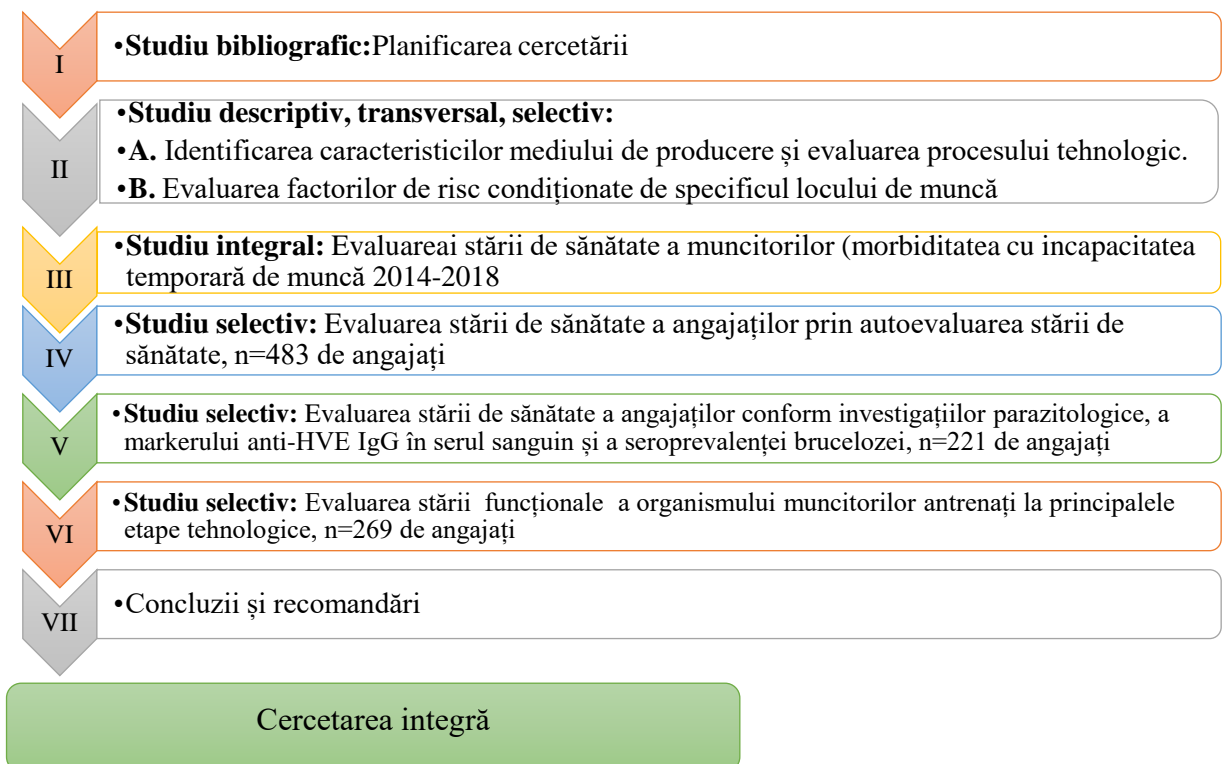 I
•Studiu bibliografic:Planificarea cercetării
II
•Studiu descriptiv, transversal, selectiv:
•A. Identificarea caracteristicilor mediului de producere și evaluarea procesului tehnologic.
•B. Evaluarea factorilor de risc condiționate de specificul locului de muncă
III
•Studiu integral: Evaluareai stării de sănătate a muncitorilor (morbiditatea cu incapacitatea
temporară de muncă 2014-2018
IV
•Studiu selectiv: Evaluarea stării de sănătate a angajaților prin autoevaluarea stării de
sănătate, n=483 de angajați
V
•Studiu selectiv: Evaluarea stării de sănătate a angajaților conform investigațiilor parazitologice, a
markerului anti-HVE IgG în serul sanguin și a seroprevalenței brucelozei, n=221 de angajați
VI
•Studiu selectiv: Evaluarea stării funcționale a organismului muncitorilor antrenați la principalele
etape tehnologice, n=269 de angajați
VII
•Concluzii și recomandări
Cercetarea integră